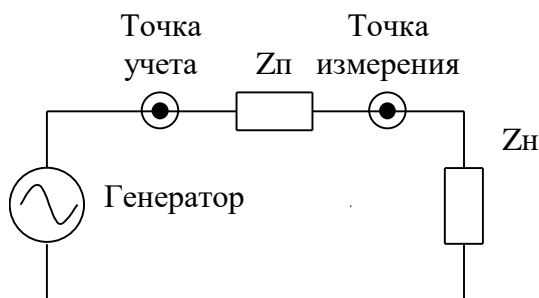 Точка
учета
Zп
Точка
измерения
Zн
Генератор